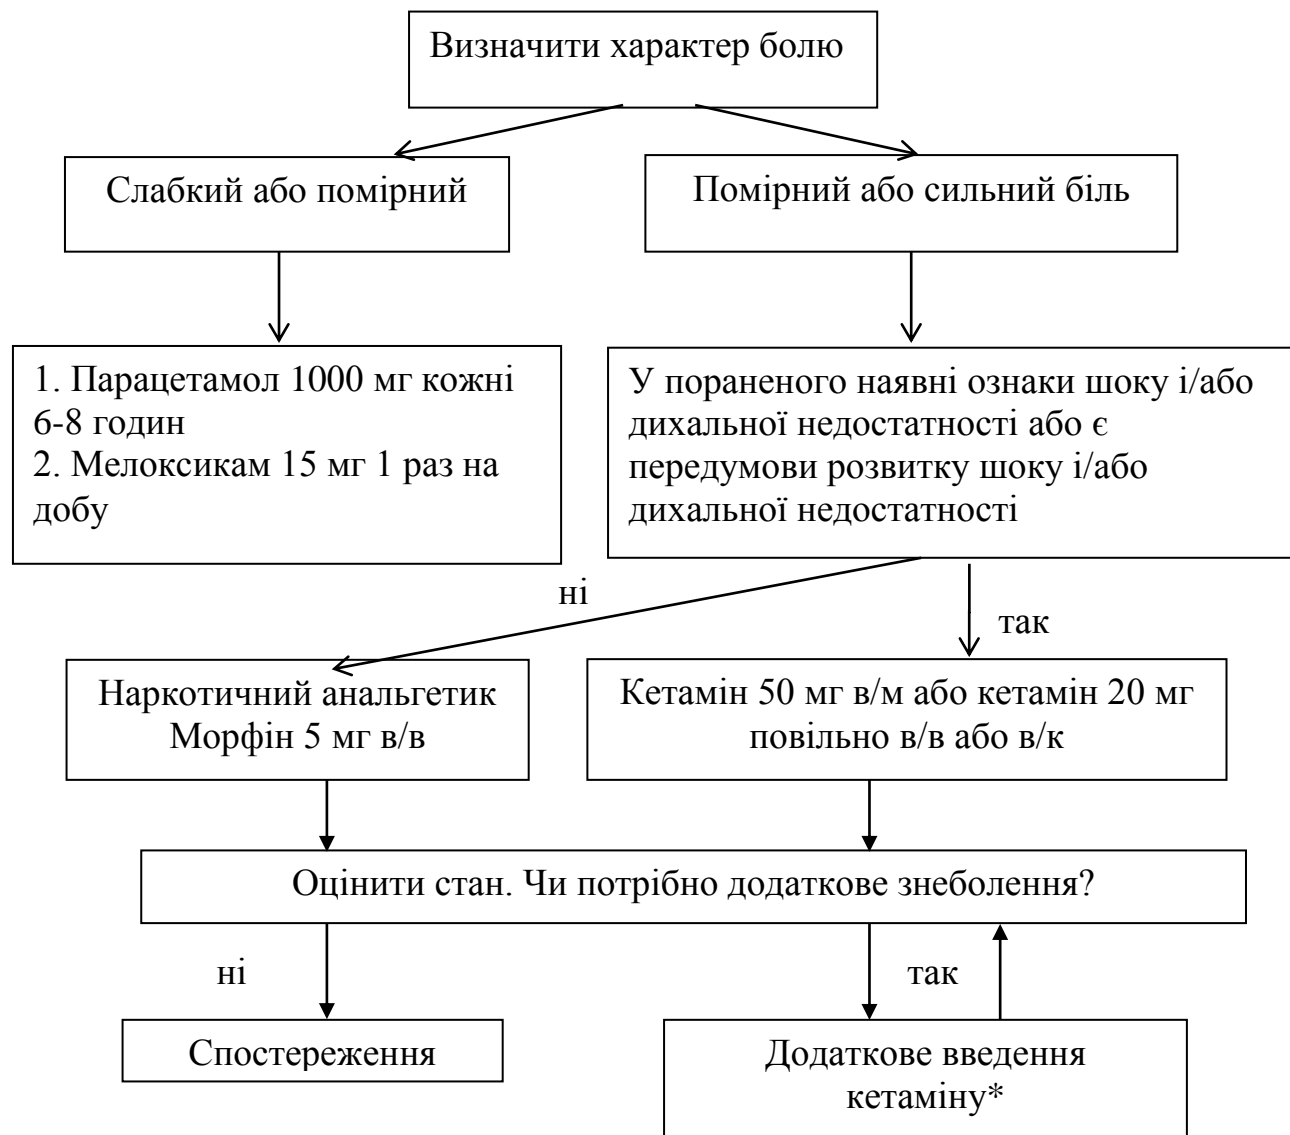 Визначити характер болю
Слабкий або помірний
Помірний або сильний біль
1. Парацетамол 1000 мг кожні
6-8 годин
2. Мелоксикам 15 мг 1 раз на
добу
У пораненого наявні ознаки шоку і/або
дихальної недостатності або є
передумови розвитку шоку і/або
дихальної недостатності
ні
так
Наркотичний анальгетик
Морфін 5 мг в/в
Кетамін 50 мг в/м або кетамін 20 мг
повільно в/в або в/к
Оцінити стан. Чи потрібно додаткове знеболення?
ні
так
Спостереження
Додаткове введення
кетаміну*